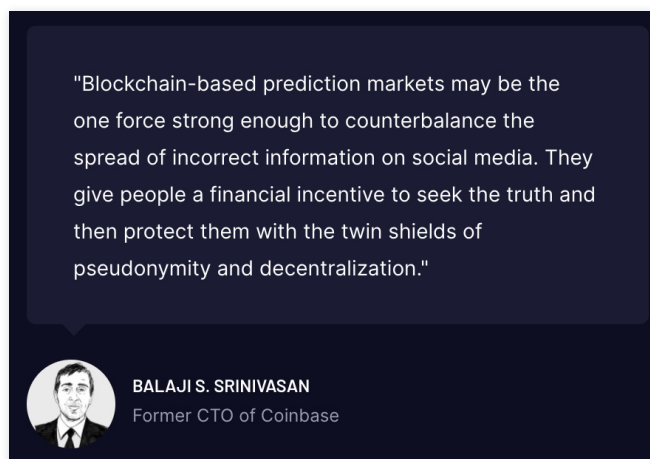 "Blockchain-based prediction markets may be the
one force strong enough to counterbalance the
spread of incorrect information on social media. They
give people a financial incentive to seek the truth and
then protect them with the twin shields of
pseudonymity and decentralization."
BALAJI S. SRINIVASAN
Former CTO of Coinbase